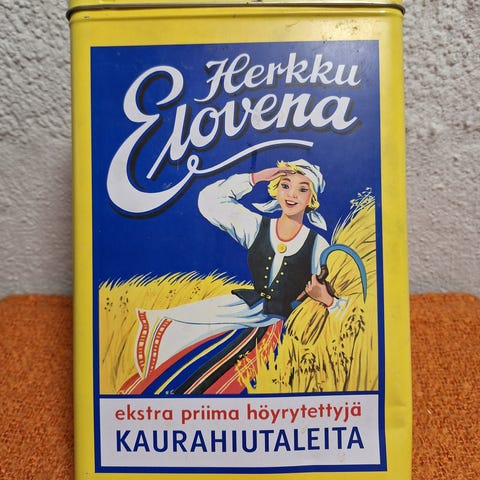 Herkku
Elovena
ekstra priima höyrytettyjä
KAURAHIUTALEITA